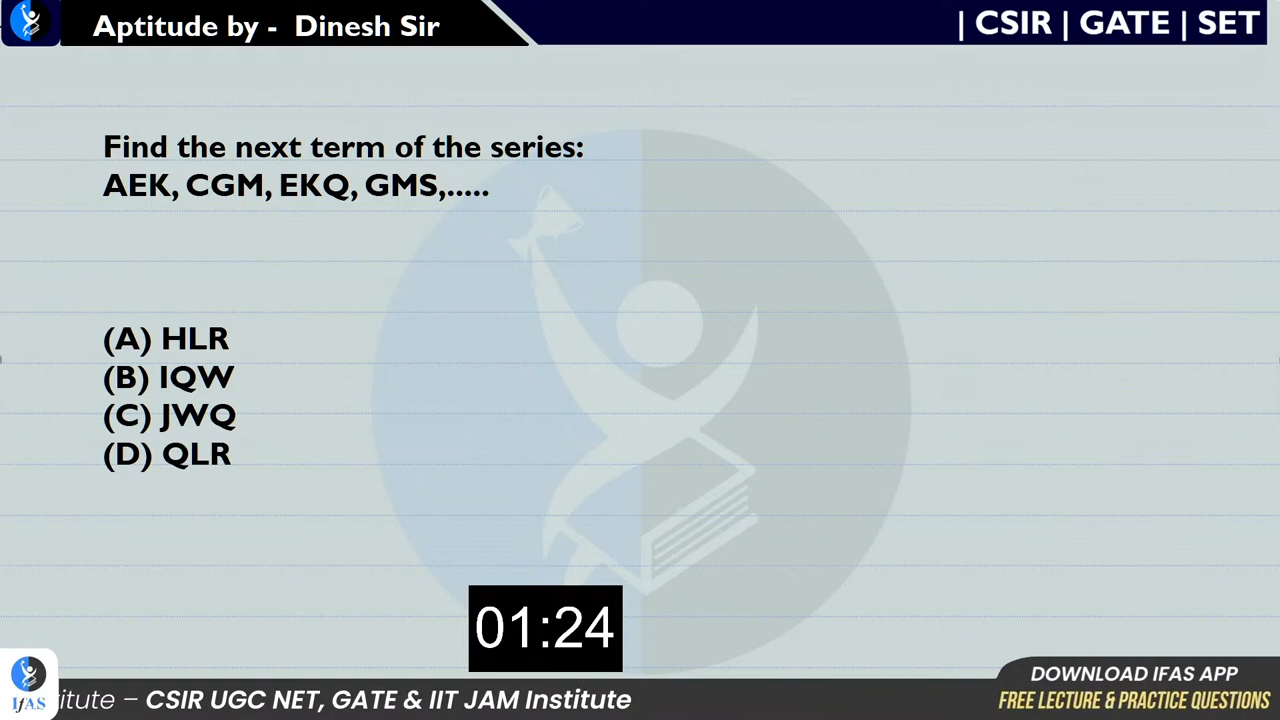 Aptitude by - Dinesh Sir
| CSIR | GATE | SET
Find the next term of the series:
AEK, CGM, EKQ, GMS,.....
(A) HLR
(B) IQW
(C) JWQ
(D) QLR
01:24
IFAS
titute – CSIR UGC NET, GATE & IIT JAM Institute
DOWNLOAD IFAS APP
FREE LECTURE & PRACTICE QUESTIONS